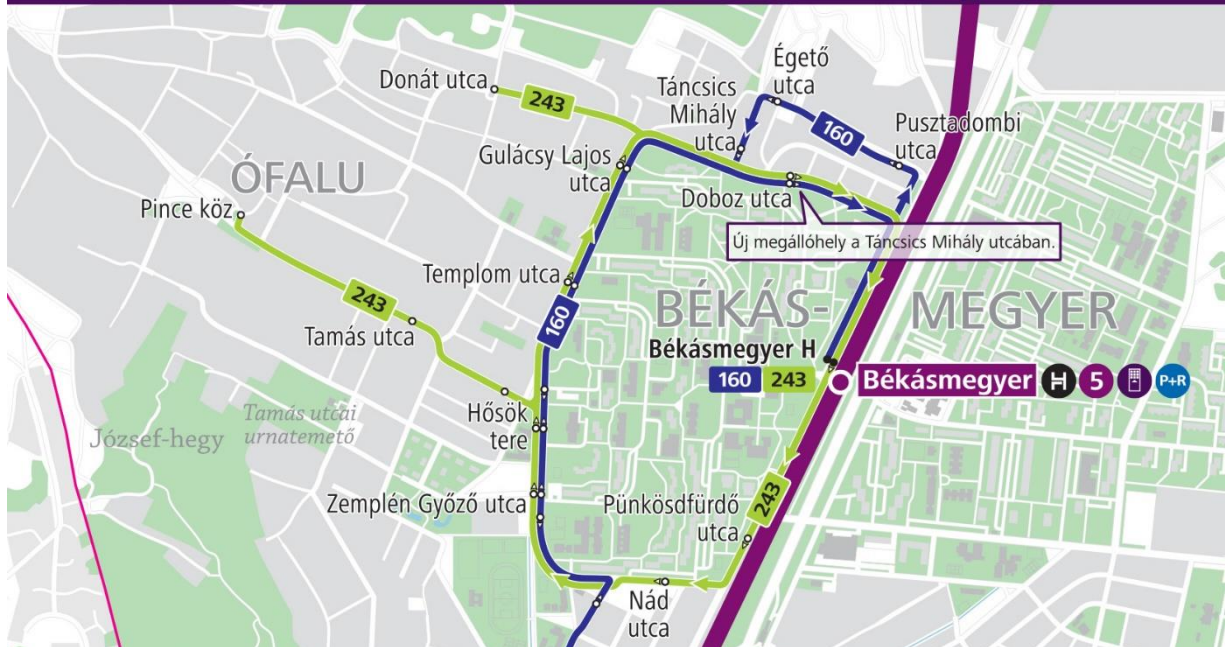 Donát utca
243
Táncsics
Mihály
utca
Égető
utca
160
Pusztadombi
utca
Gulácsy Lajos
utca
ÓFALU
Pince köz
Doboz utca
Új megállóhely a Táncsics Mihály utcában.
243
Templom utca
160
Tamás utca
BÉKÁS-
MEGYER
Békásmegyer H
160 243
Békásmegyer H 5 P+R
Hősök
tere
Tamás utcai
urnatemető
József-hegy
Zemplén Győző utca
Pünkösdfürdő
utca
243
Nád
utca